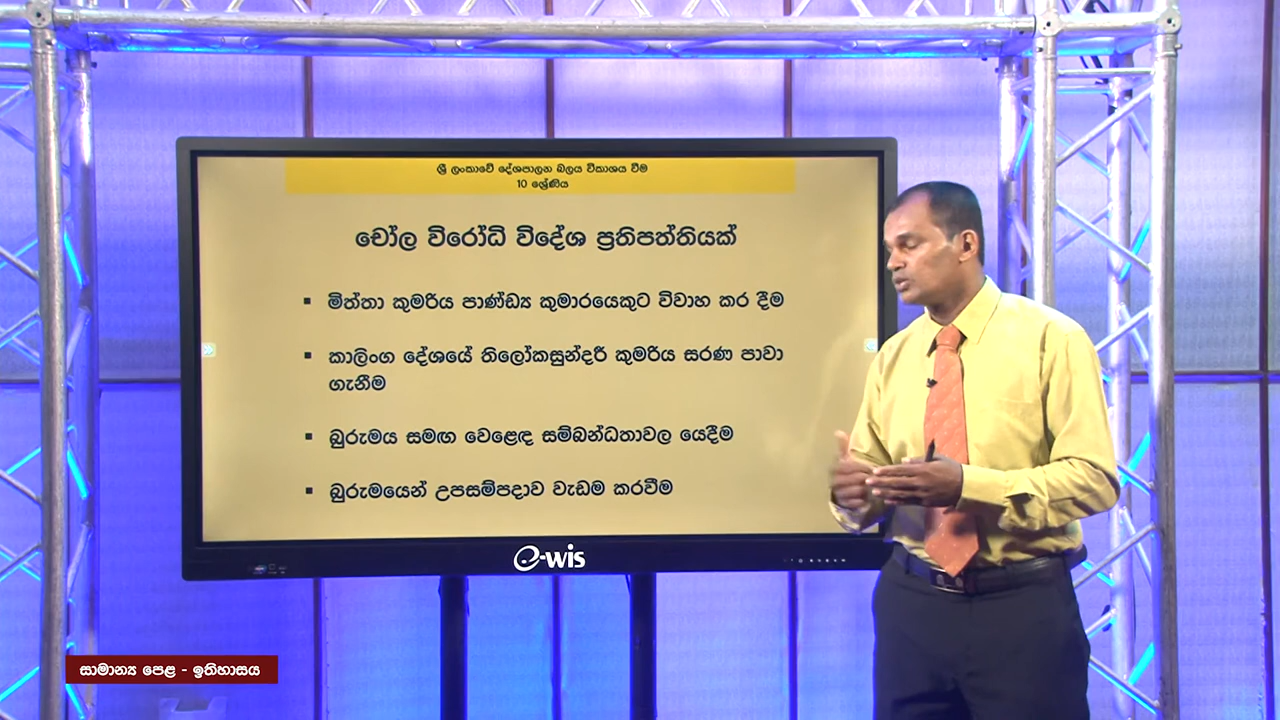 ශ්‍රී ලංකාවේ දේශපාලන බලය විකාශය වීම
10 ශ්‍රේණිය
චෝල විරෝධී විදේශ ප්‍රතිපත්තියක්
▪ මිත්තා කුමරිය පාණ්ඩ්‍ය කුමාරයෙකුට විවාහ කර දීම
▪ කාලිංග දේශයේ තිලෝකසුන්දරී කුමරිය සරණ පාවා
ගැනීම
▪ බුරුමය සමඟ වෙළෙඳ සම්බන්ධතාවල යෙදීම
▪ බුරුමයෙන් උපසම්පදාව වැඩම කරවීම
e-wis
සාමාන්‍ය පෙළ - ඉතිහාසය